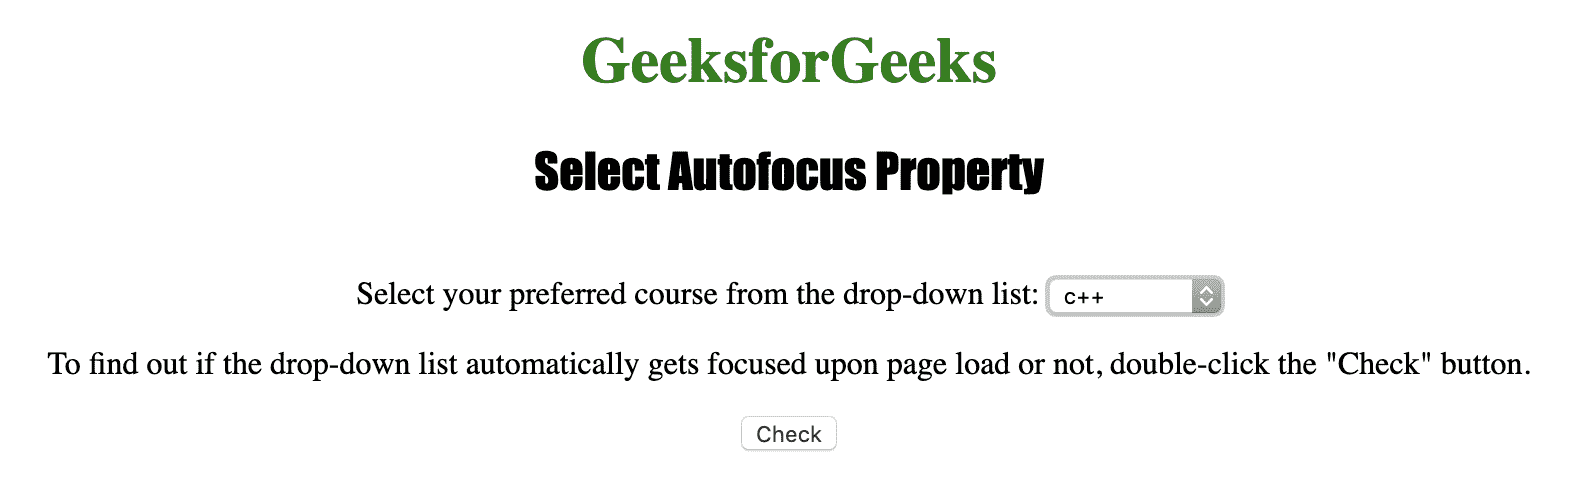 GeeksforGeeks
Select Autofocus Property
Select your preferred course from the drop-down list: c++
To find out if the drop-down list automatically gets focused upon page load or not, double-click the "Check" button.
Check